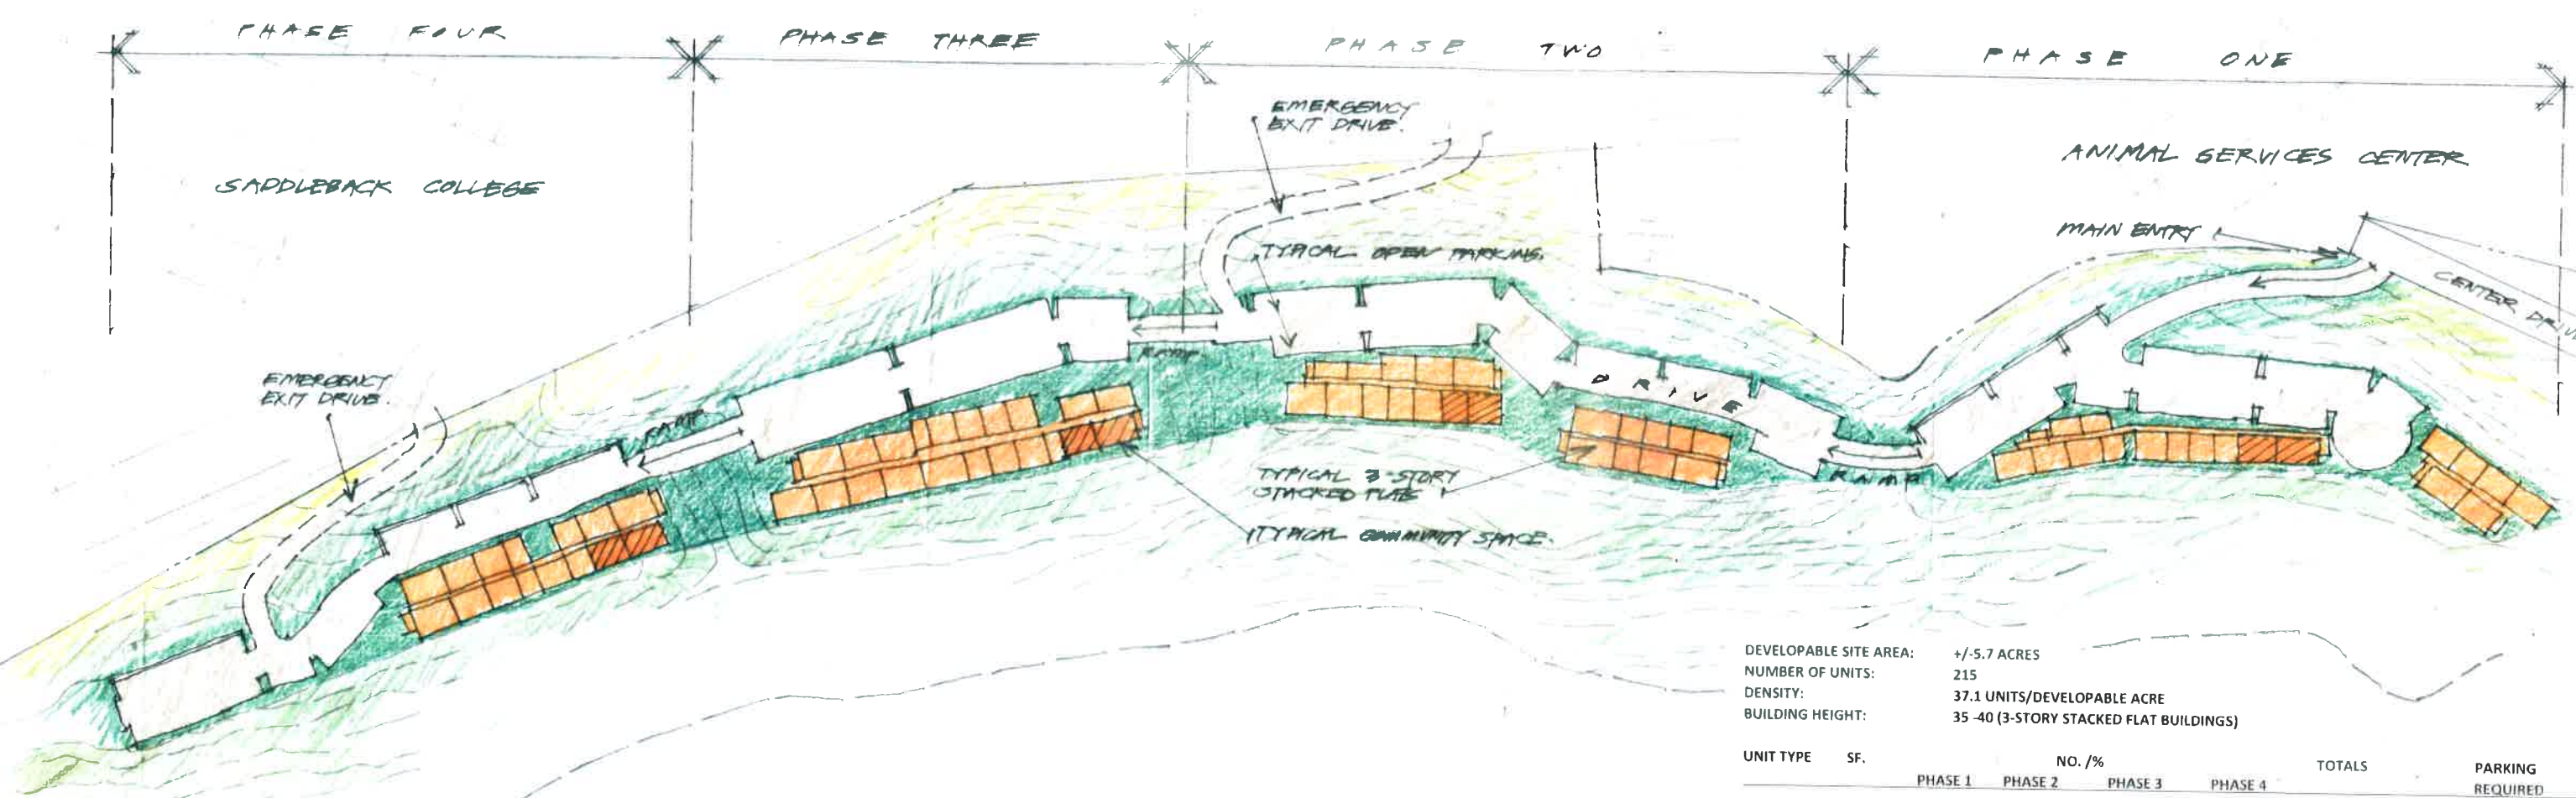 PHASE FOUR
PHASE THREE
PHASE TWO
PHASE ONE
EMERGENCY
EXIT DRIVE.
ANIMAL SERVICES CENTER
SADDLEBACK COLLEGE
MAIN ENTRY
TYPICAL OPEN PARKING.
CENTER DRIVE
RAMP
EMERGENCY
EXIT DRIVE.
DRIVE
RAMP
TYPICAL 3-STORY
STACKED FLATS
RAMP
TYPICAL COMMUNITY SPACE.
DEVELOPABLE SITE AREA: +/-5.7 ACRES
NUMBER OF UNITS: 215
DENSITY: 37.1 UNITS/DEVELOPABLE ACRE
BUILDING HEIGHT: 35 -40 (3-STORY STACKED FLAT BUILDINGS)
UNIT TYPE SF. NO. /% TOTALS PARKING
PHASE 1 PHASE 2 PHASE 3 PHASE 4 REQUIRED